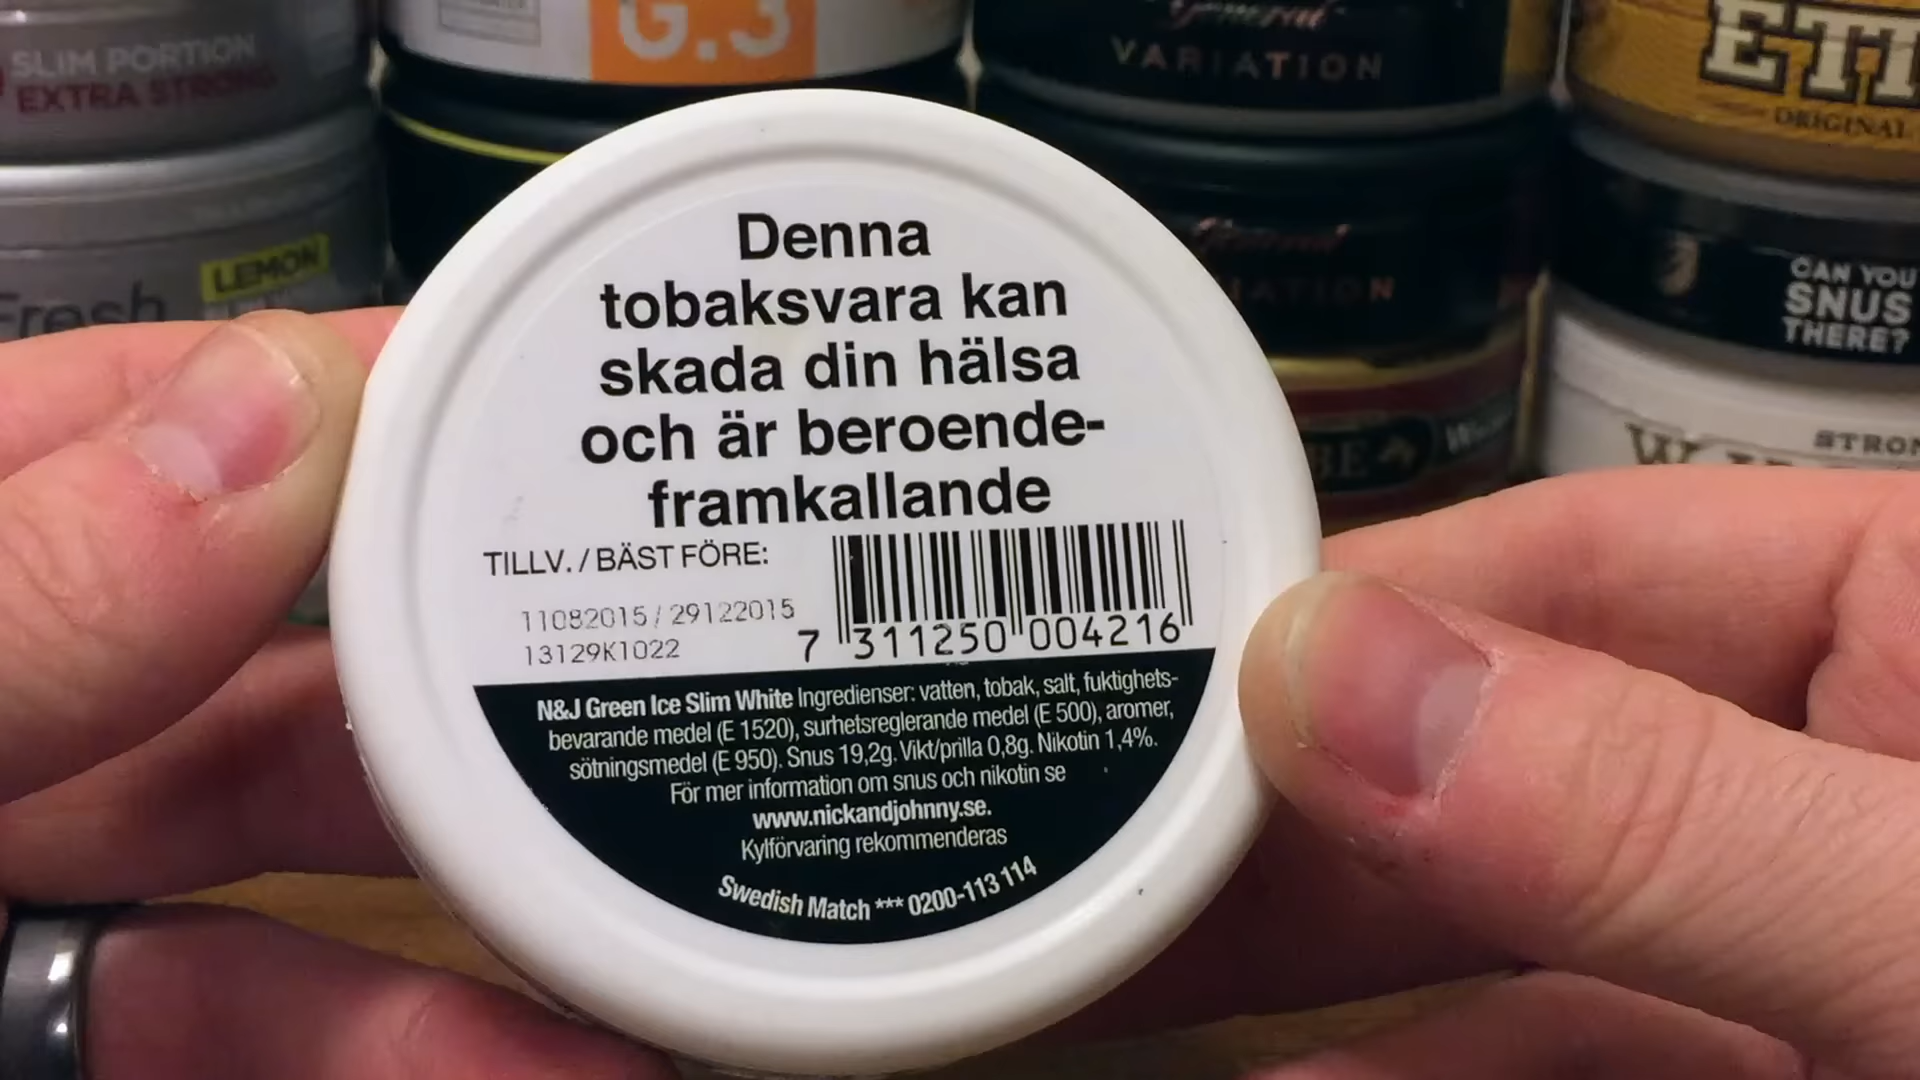 SLIM PORTION
EXTRA STRONG
G.3
General
VARIATION
ETT
ORIGINAL
Fresh
LEMON
CAN YOU
SNUS
THERE?
STRON
Denna
tobaksvara kan
skada din hälsa
och är beroende-
framkallande
TILLV. / BÄST FÖRE:
11082015 / 29122015
13129K1022
7 311250 004216
N&J Green Ice Slim White Ingredienser: vatten, tobak, salt, fuktighets-
bevarande medel (E 1520), surhetsreglerande medel (E 500), aromer,
sötningsmedel (E 950). Snus 19,2g. Vikt/prilla 0,8g. Nikotin 1,4%.
För mer information om snus och nikotin se
www.nickandjohnny.se.
Kylförvaring rekommenderas
Swedish Match *** 0200-113 114